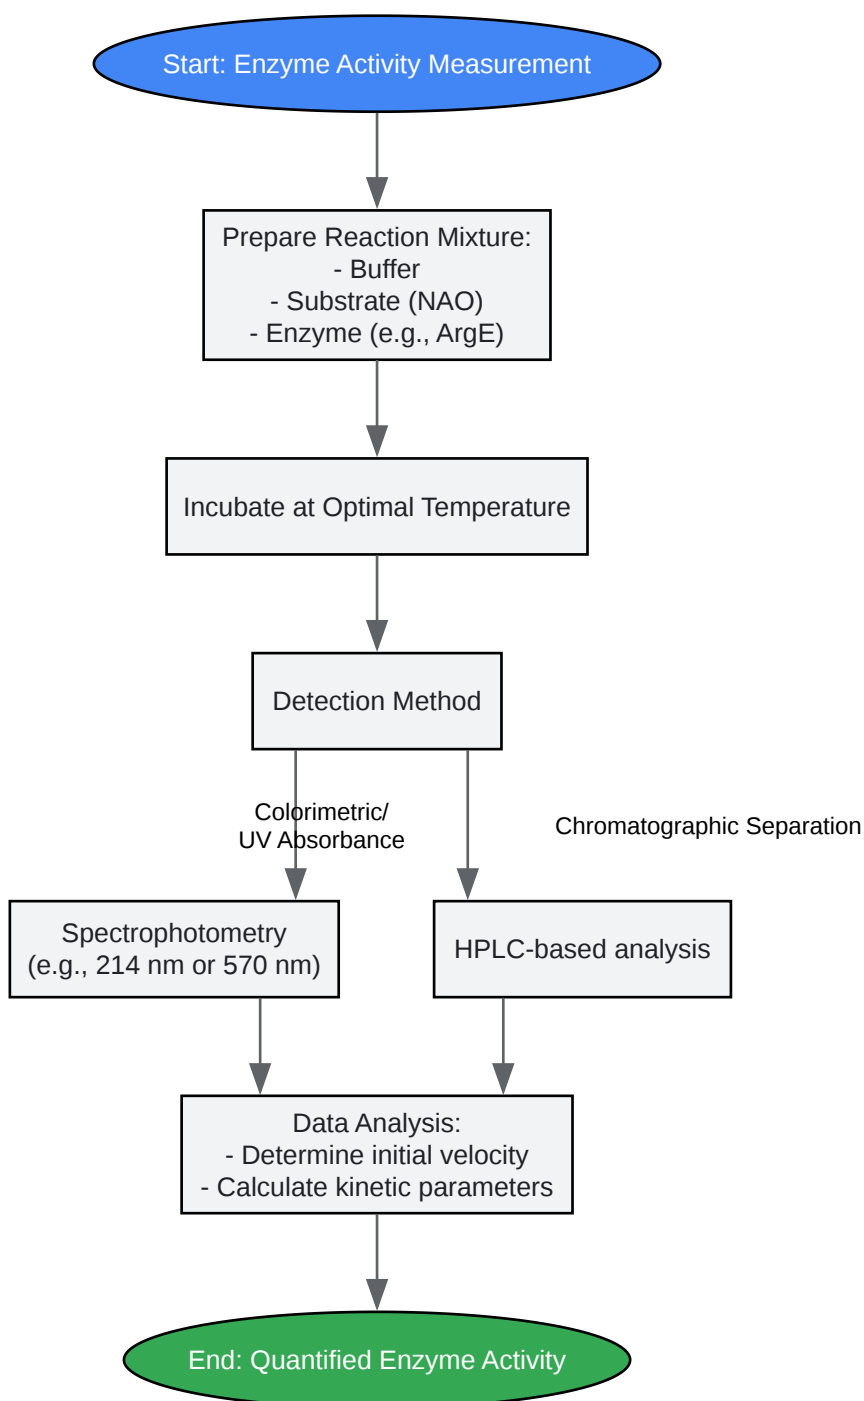 Start: Enzyme Activity Measurement
Prepare Reaction Mixture:
- Buffer
- Substrate (NAO)
- Enzyme (e.g., ArgE)
Incubate at Optimal Temperature
Detection Method
Colorimetric/
UV Absorbance
Chromatographic Separation
Spectrophotometry
(e.g., 214 nm or 570 nm)
HPLC-based analysis
Data Analysis:
- Determine initial velocity
- Calculate kinetic parameters
End: Quantified Enzyme Activity